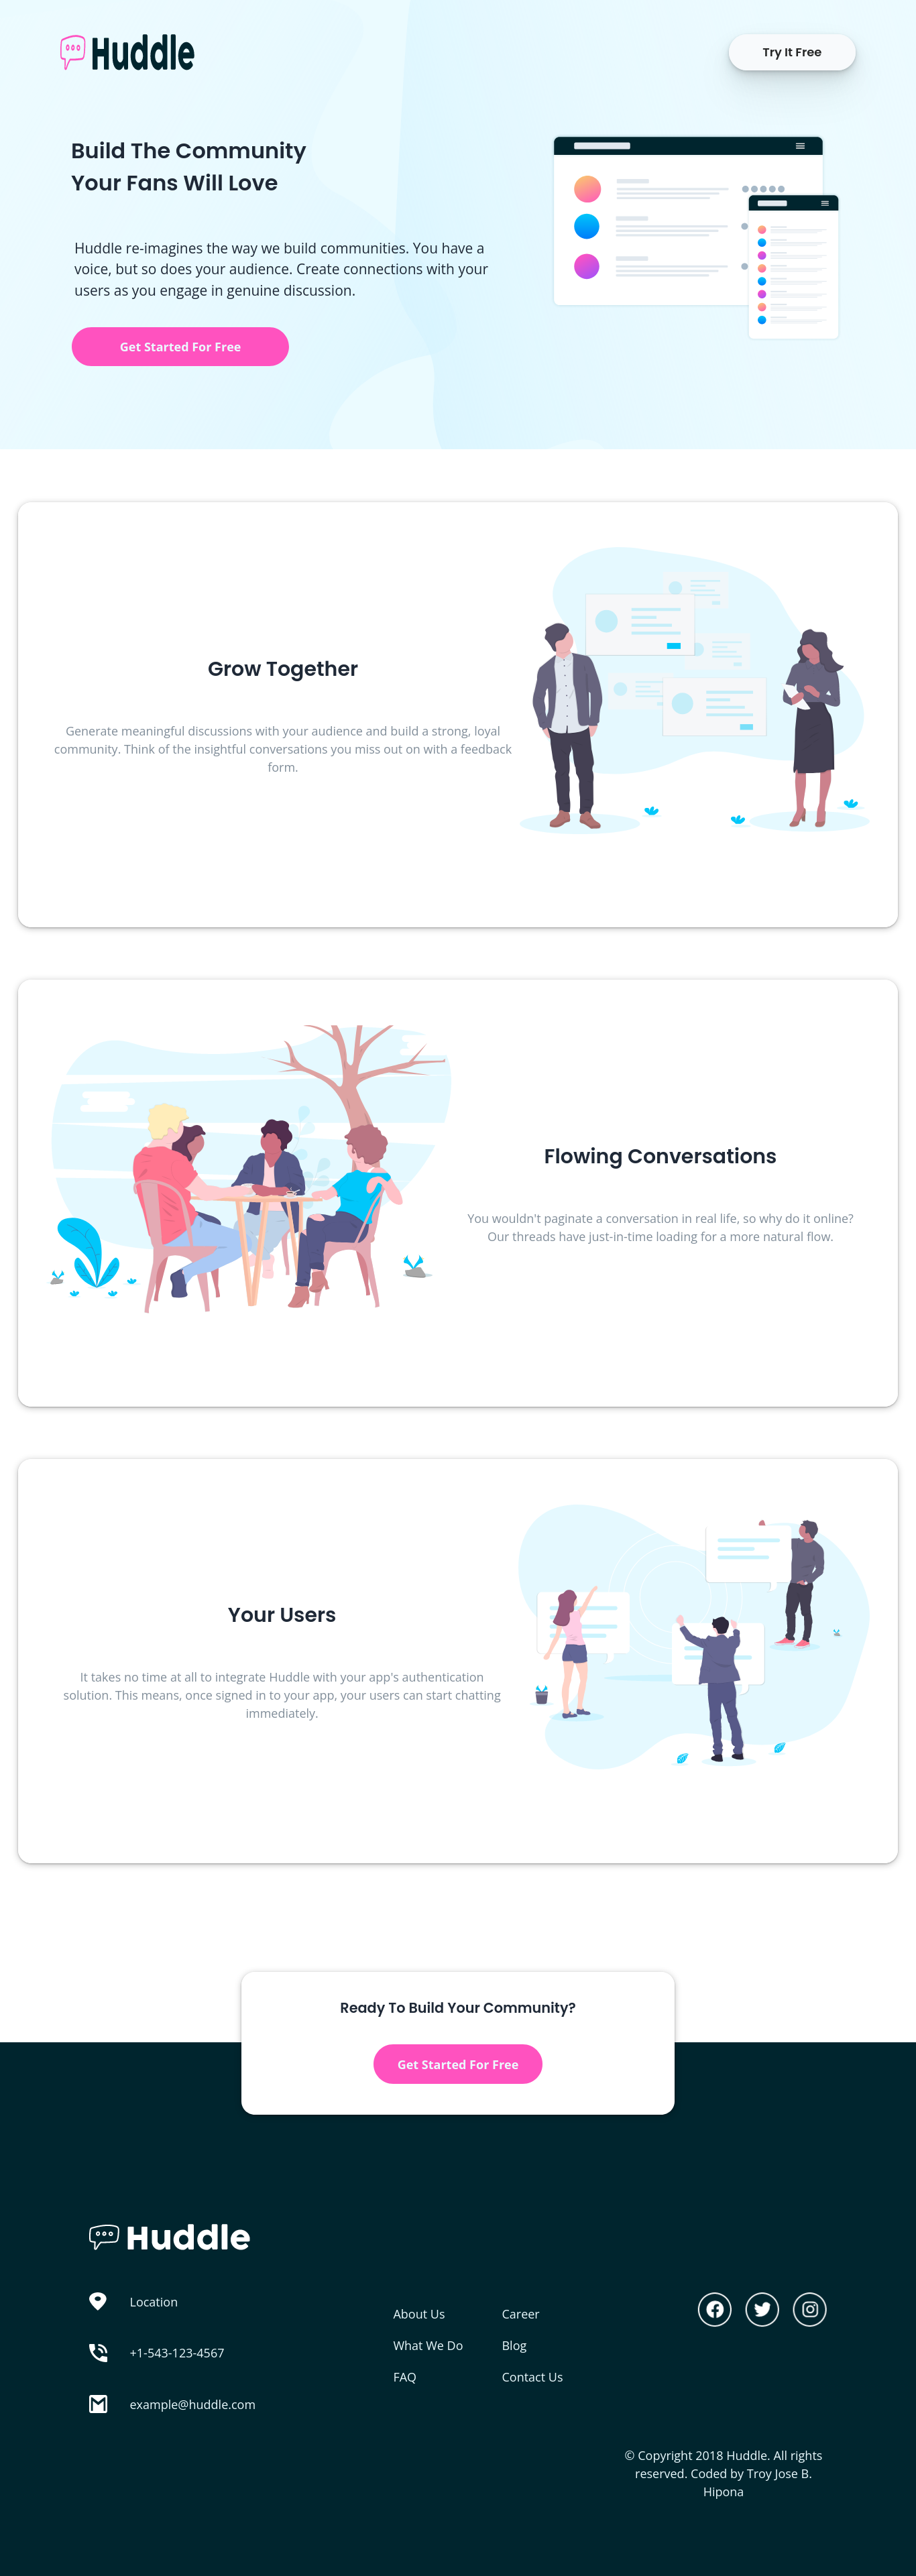 Huddle
Try It Free
Build The Community
Your Fans Will Love
Huddle re-imagines the way we build communities. You have a
voice, but so does your audience. Create connections with your
users as you engage in genuine discussion.
Get Started For Free
Grow Together
Generate meaningful discussions with your audience and build a strong, loyal
community. Think of the insightful conversations you miss out on with a feedback
form.
Flowing Conversations
You wouldn't paginate a conversation in real life, so why do it online?
Our threads have just-in-time loading for a more natural flow.
Your Users
It takes no time at all to integrate Huddle with your app's authentication
solution. This means, once signed in to your app, your users can start chatting
immediately.
Ready To Build Your Community?
Get Started For Free
Huddle
Location
+1-543-123-4567
example@huddle.com
About Us
What We Do
FAQ
Career
Blog
Contact Us
© Copyright 2018 Huddle. All rights
reserved. Coded by Troy Jose B.
Hipona